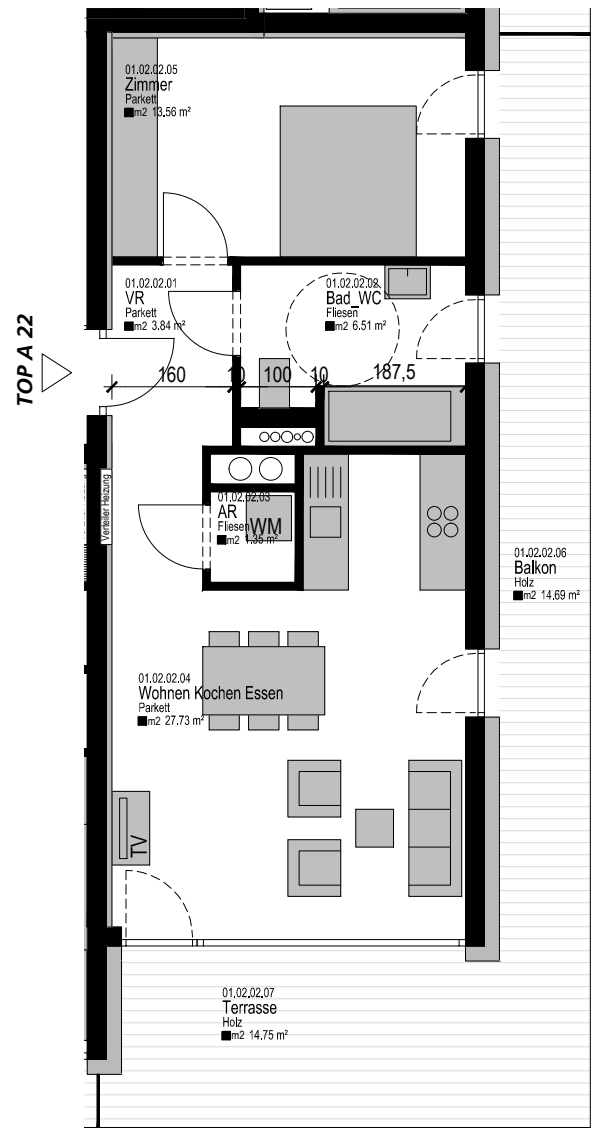 01.02.02.05
Zimmer
Parkett
m2 13.56 m²
01.02.02.01
VR
Parkett
m2 3.84 m²
01.02.02.02
Bad_WC
Fliesen
m2 6.51 m²
TOP A 22
160
10
100
10
187,5
Verteiler Heizung
01.02.02.03
AR
Fliesen
m2 1.35 m²
WM
01.02.02.06
Balkon
Holz
m2 14.69 m²
01.02.02.04
Wohnen Kochen Essen
Parkett
m2 27.73 m²
TV
01.02.02.07
Terrasse
Holz
m2 14.75 m²